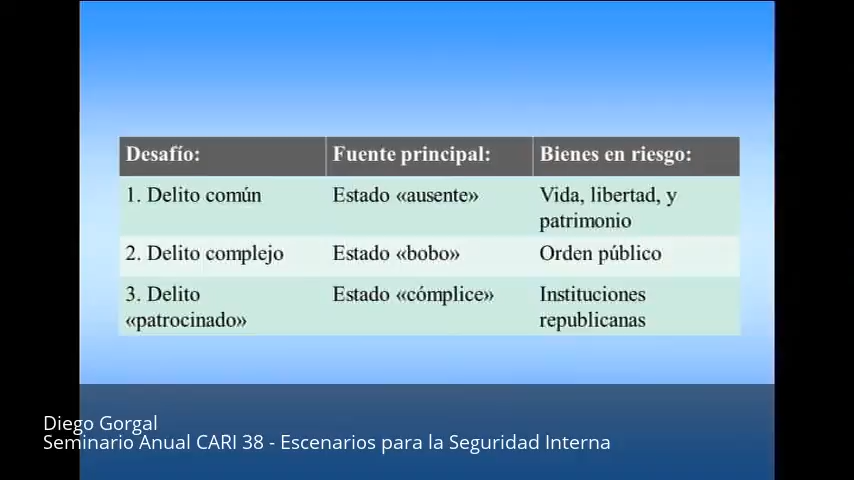 Desafío: Fuente principal: Bienes en riesgo:
1. Delito común Estado «ausente» Vida, libertad, y
patrimonio
2. Delito complejo Estado «bobo» Orden público
3. Delito Estado «cómplice» Instituciones
«patrocinado» republicanas
Diego Gorgal
Seminario Anual CARI 38 - Escenarios para la Seguridad Interna